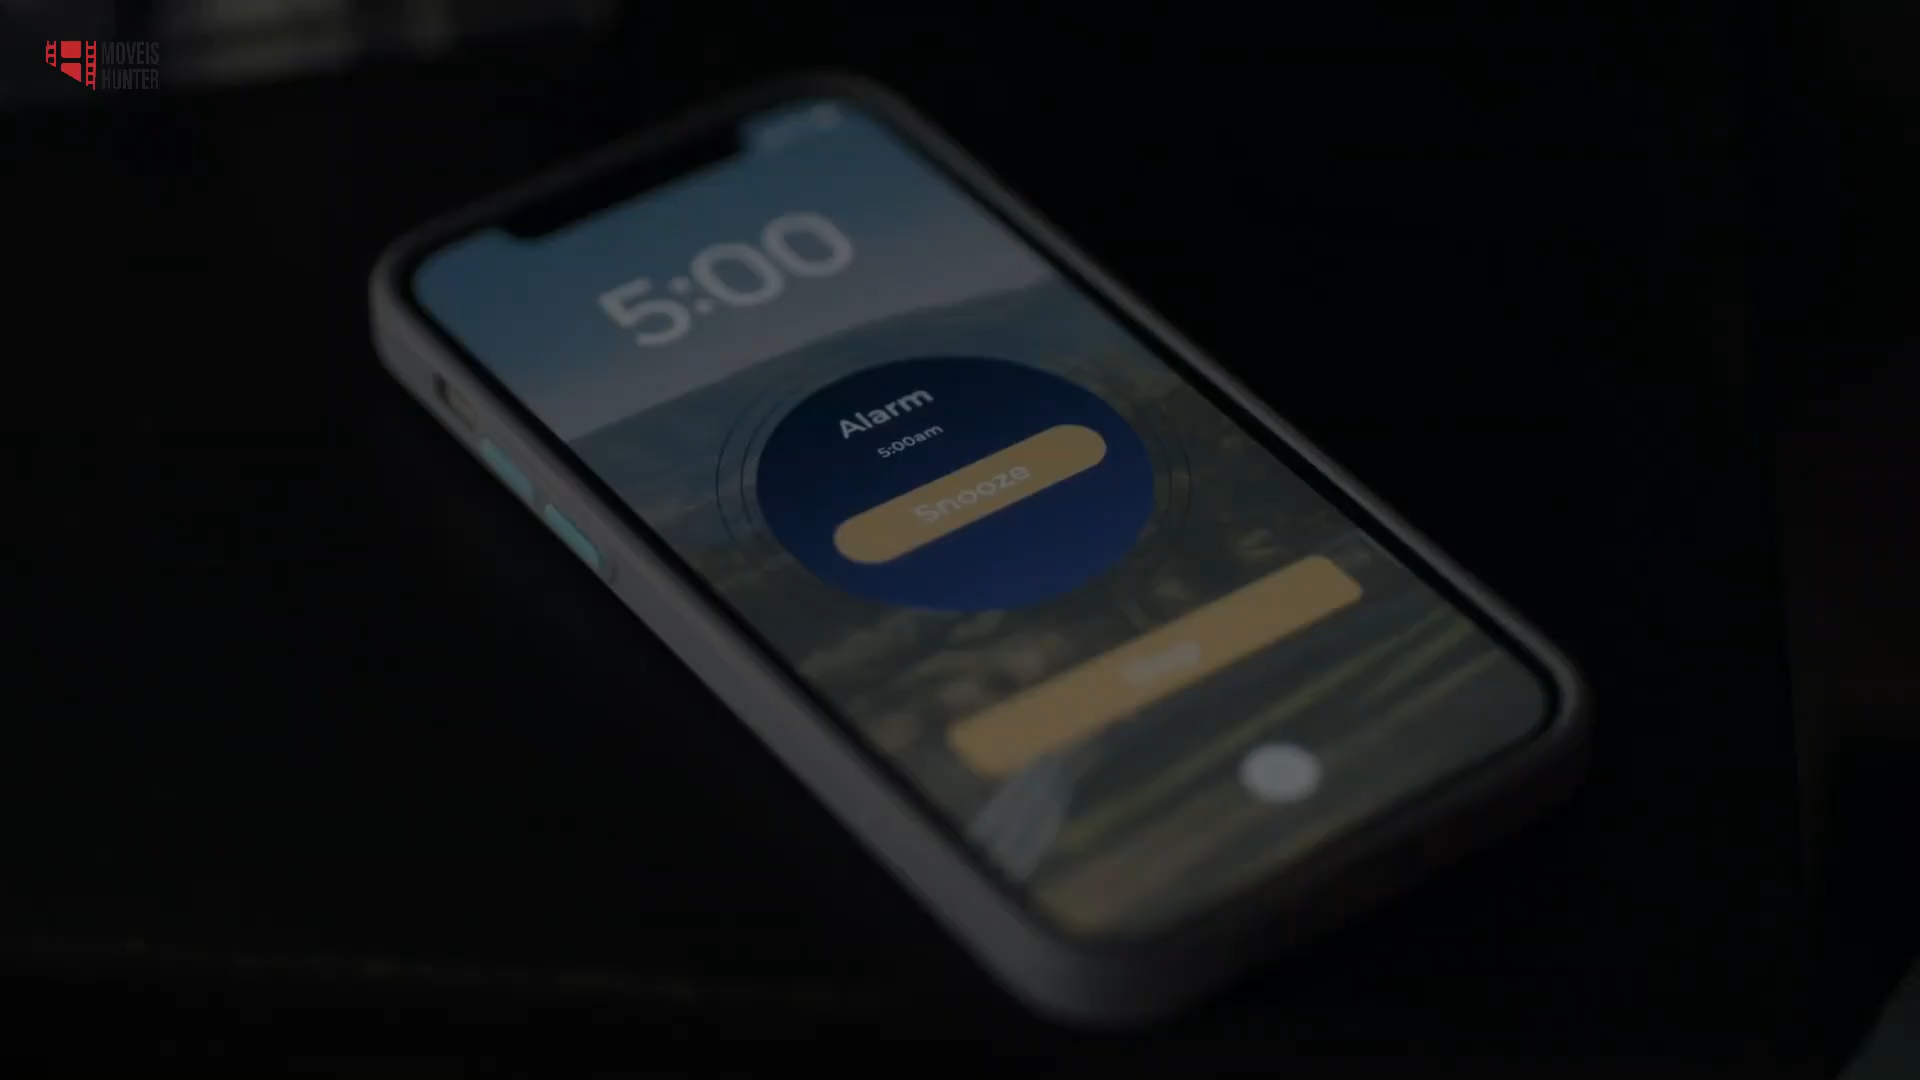 MOVEIS
HUNTER
5:00
Alarm
5:00am
Snooze